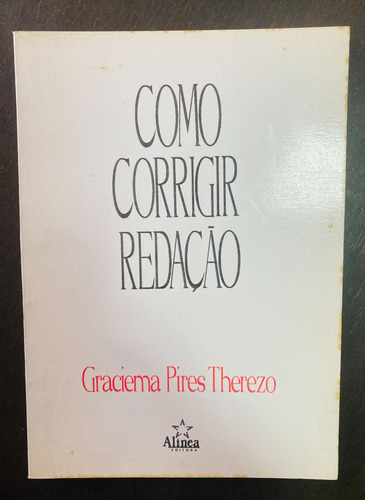 COMO
CORRIGIR
REDAÇÃO
Graciema Pires Therezo
A
Alínea
EDITORA